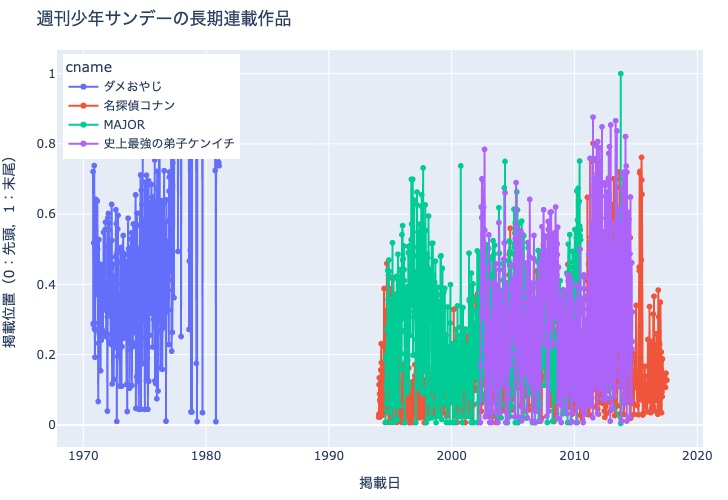 週刊少年サンデーの長期連載作品
cname
ダメおやじ
名探偵コナン
MAJOR
史上最強の弟子ケンイチ
1
0.8
0.6
0.4
0.2
0
掲載位置（0：先頭， 1：末尾）
1970
1980
1990
2000
2010
2020
掲載日